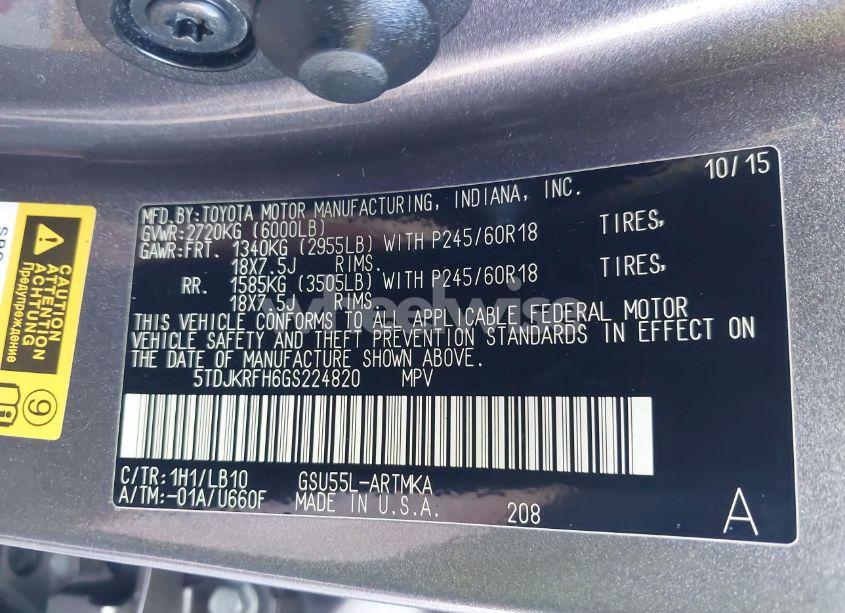 10/15
MFD.BY:TOYOTA MOTOR MANUFACTURING, INDIANA, INC.
GVWR:2720KG (6000LB)
GAWR:FRT. 1340KG (2955LB) WITH P245/60R18 TIRES,
18X7.5J RIMS.
RR. 1585KG (3505LB) WITH P245/60R18 TIRES,
18X7.5J RIMS.
THIS VEHICLE CONFORMS TO ALL APPLICABLE FEDERAL MOTOR
VEHICLE SAFETY AND THEFT PREVENTION STANDARDS IN EFFECT ON
THE DATE OF MANUFACTURE SHOWN ABOVE.
5TDJKRFH6GS224820 MPV
C/TR:1H1/LB10 GSU55L-ARTMKA
A/TM:-01A/U660F MADE IN U.S.A. 208 A
CAUTION
ATTENTION
ACHTUNG
Предупреждение
9